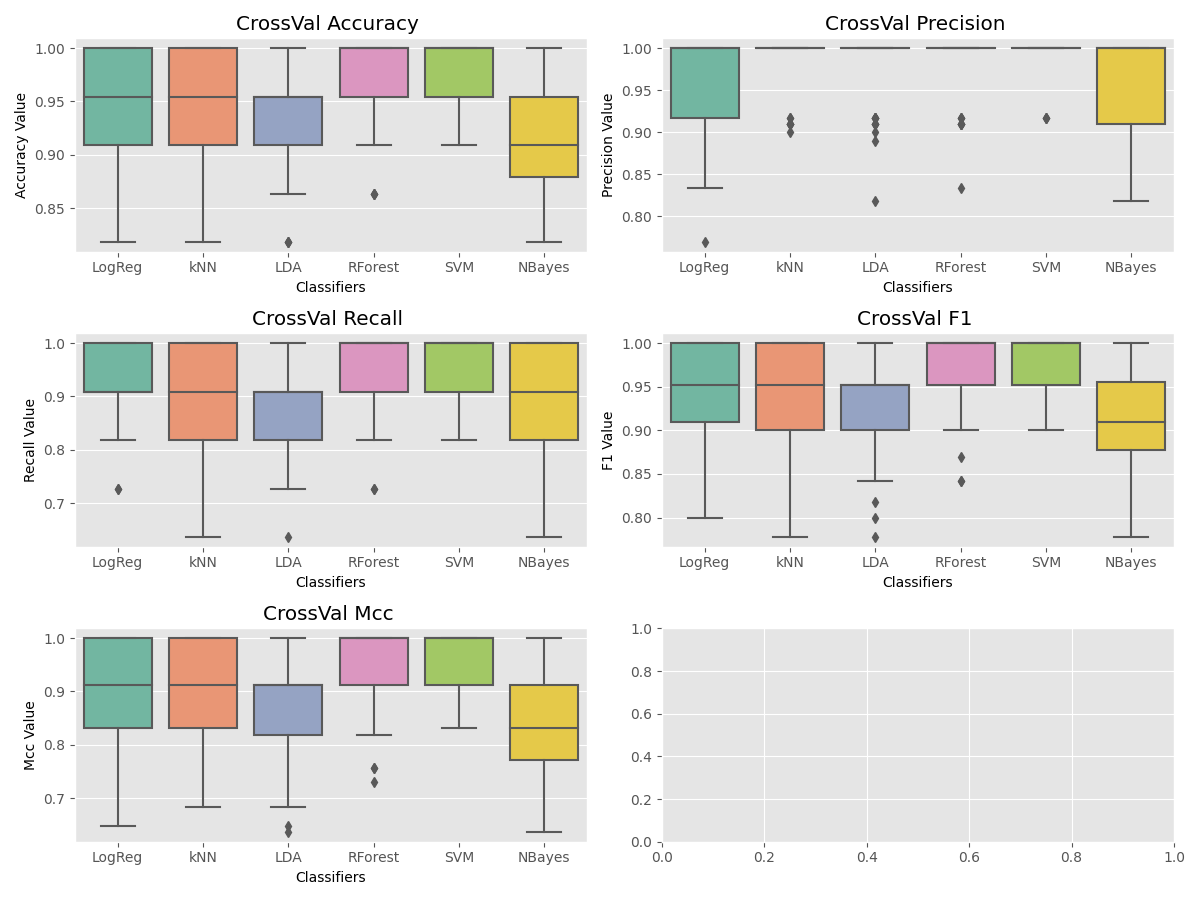 CrossVal Accuracy
Accuracy Value
1.00
0.95
0.90
0.85
LogReg kNN LDA RForest SVM NBayes
Classifiers
CrossVal Precision
Precision Value
1.00
0.95
0.90
0.85
0.80
LogReg kNN LDA RForest SVM NBayes
Classifiers
CrossVal Recall
Recall Value
1.0
0.9
0.8
0.7
LogReg kNN LDA RForest SVM NBayes
Classifiers
CrossVal F1
F1 Value
1.00
0.95
0.90
0.85
0.80
LogReg kNN LDA RForest SVM NBayes
Classifiers
CrossVal Mcc
Mcc Value
1.0
0.9
0.8
0.7
LogReg kNN LDA RForest SVM NBayes
Classifiers
1.0
0.8
0.6
0.4
0.2
0.0
0.0 0.2 0.4 0.6 0.8 1.0